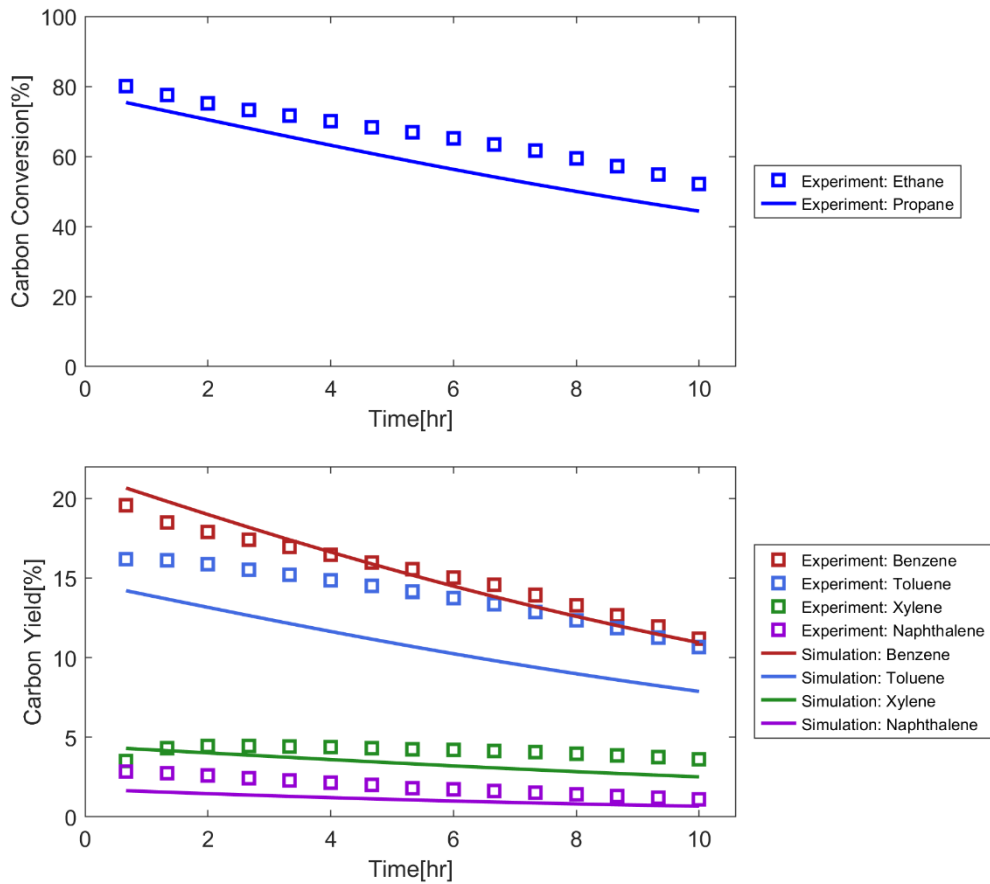 100
80
60
40
20
0
Carbon Conversion[%]
0 2 4 6 8 10
Time[hr]
Experiment: Ethane
Experiment: Propane
20
15
10
5
0
Carbon Yield[%]
0 2 4 6 8 10
Time[hr]
Experiment: Benzene
Experiment: Toluene
Experiment: Xylene
Experiment: Naphthalene
Simulation: Benzene
Simulation: Toluene
Simulation: Xylene
Simulation: Naphthalene